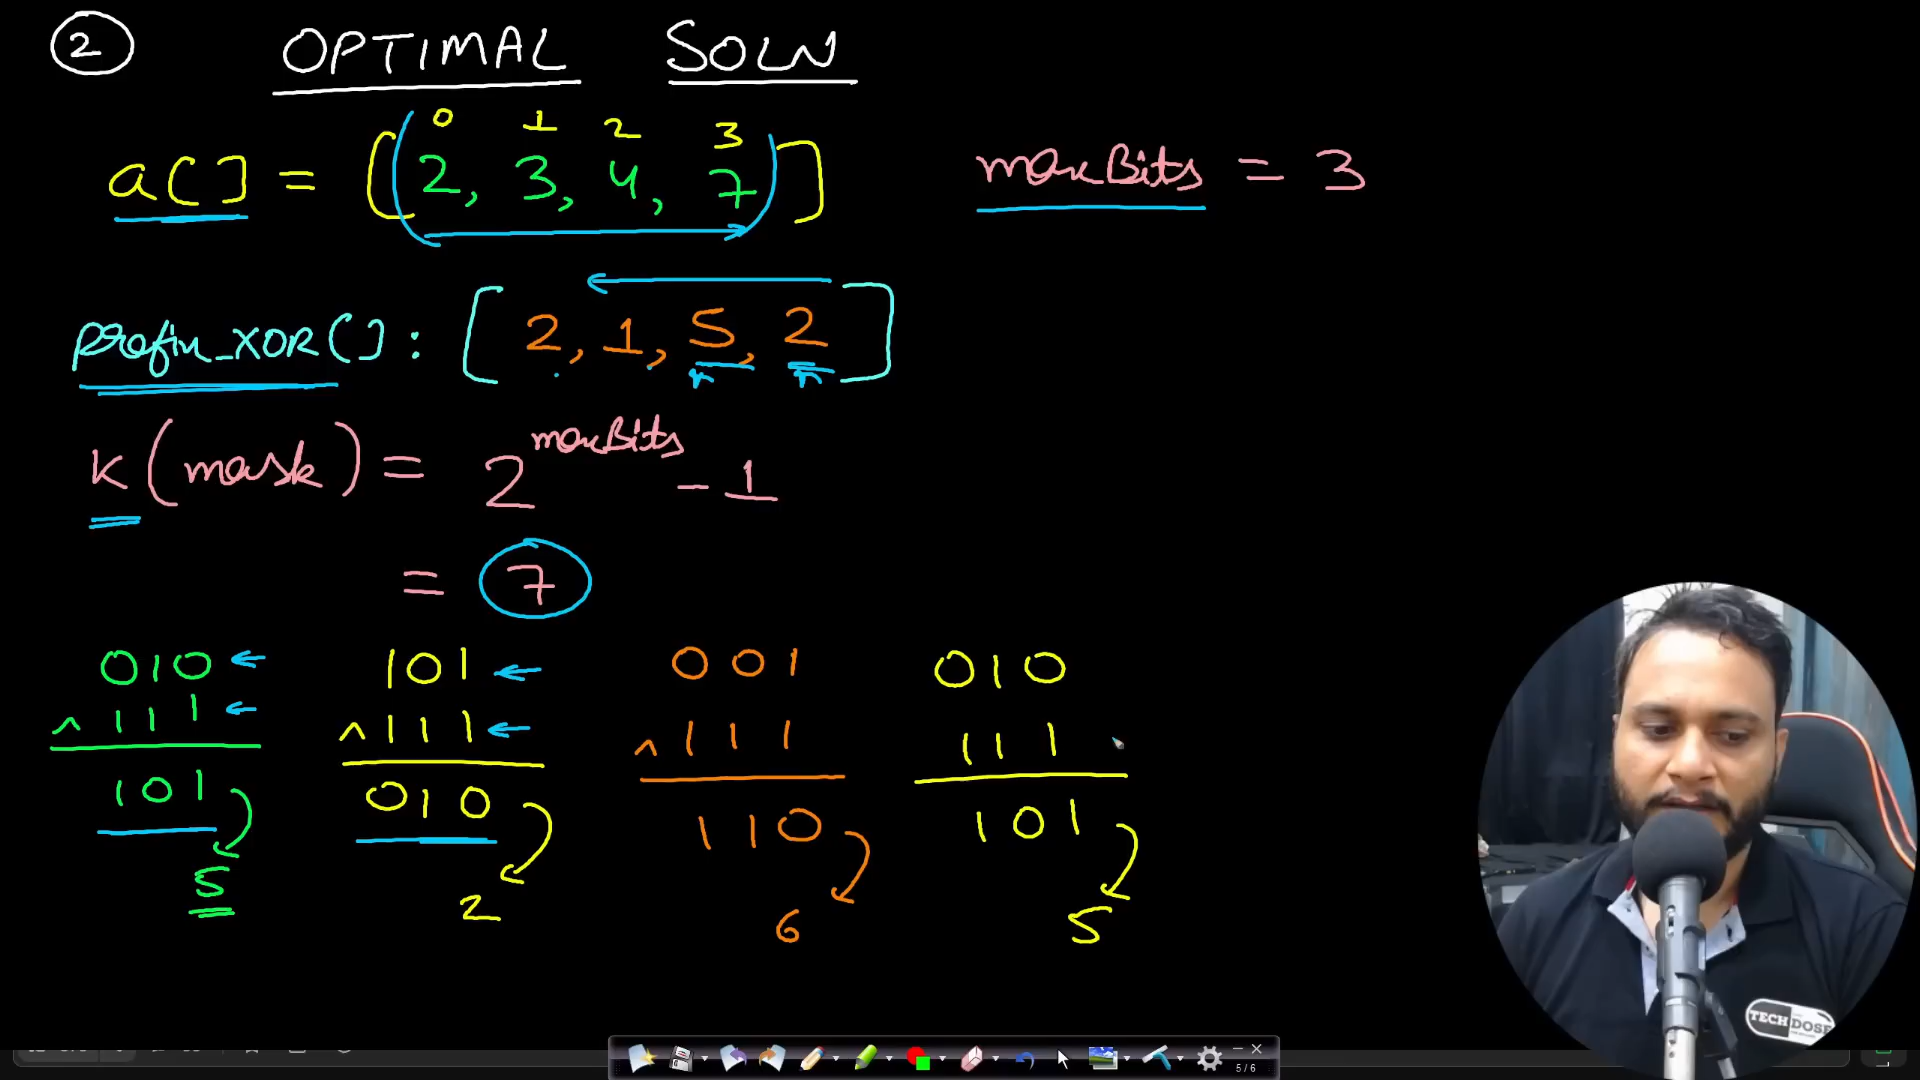 2 OPTIMAL SOLN
0 1 2 3
a[] = [(2, 3, 4, 7)] maxBits = 3
prefix_XOR[] : [2, 1, 5, 2]
K (mask) = 2^maxBits - 1
= 7
010 101 001 010
^ 111 ^ 111 ^ 111 111
101 010 110 101
5 2 6 5
TECH DOSE
5/6